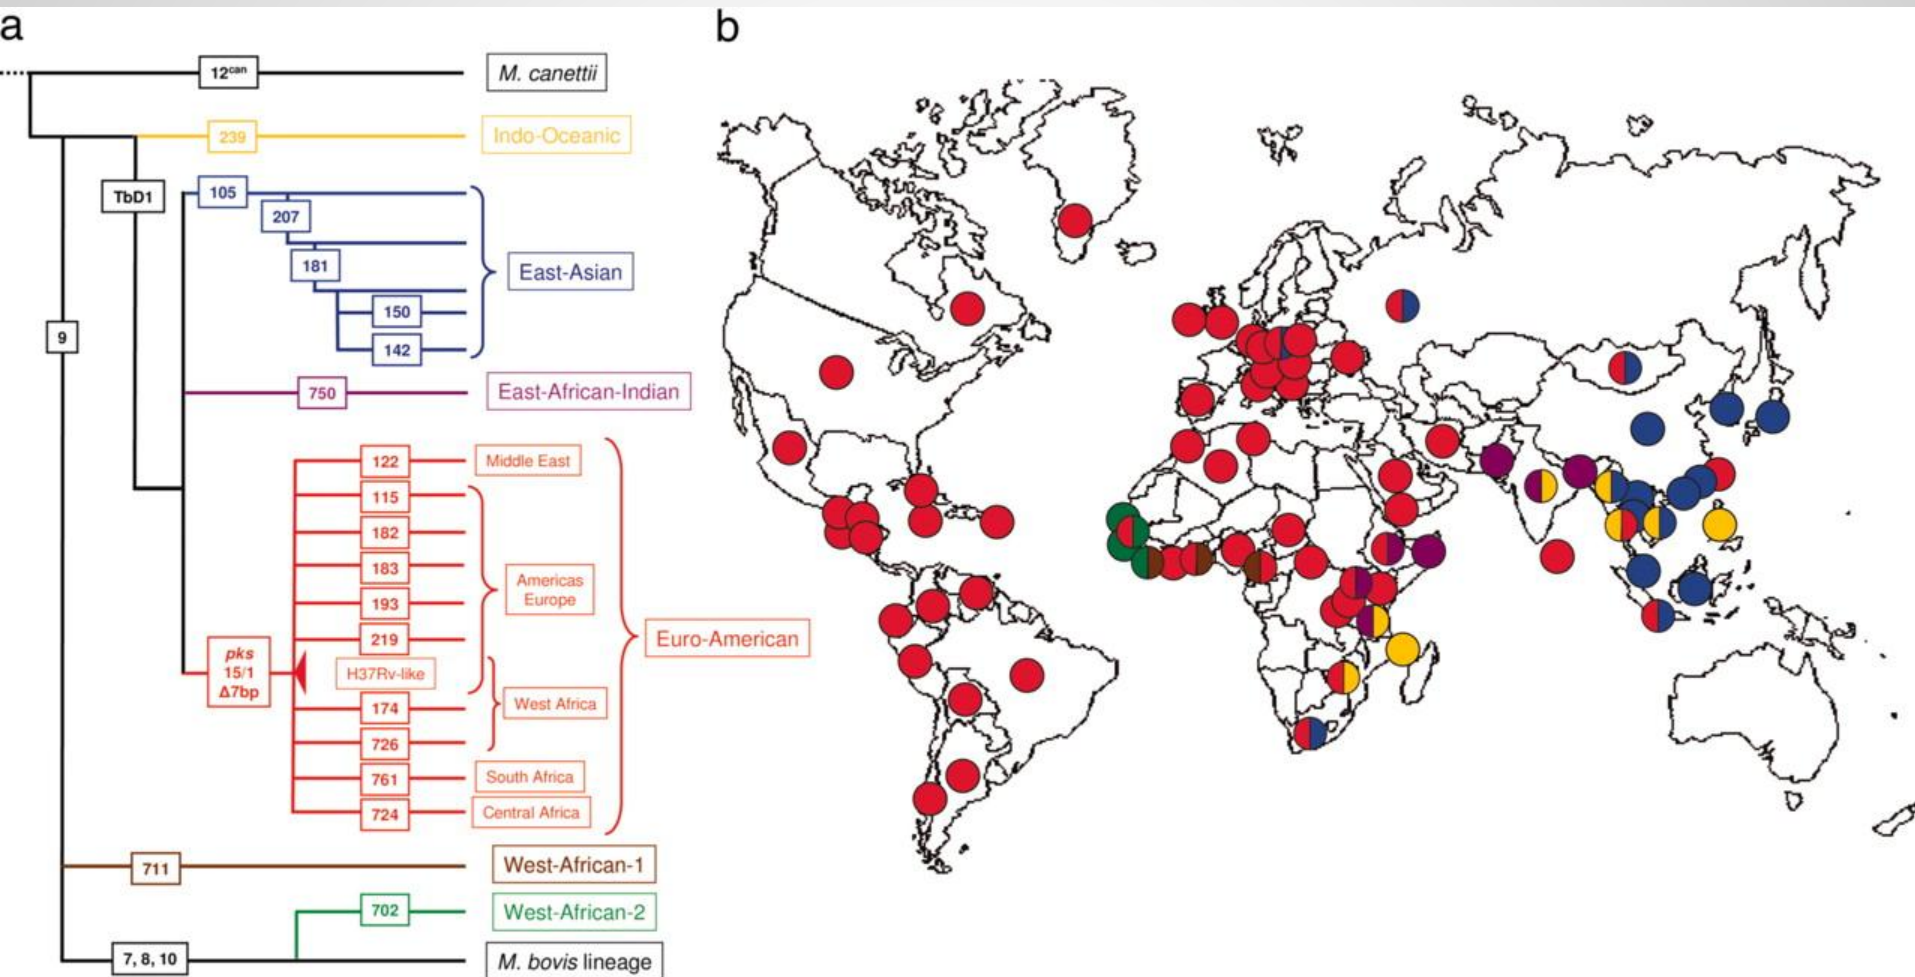 a
b
12can
M. canettii
239
Indo-Oceanic
TbD1
105
207
181
150
142
East-Asian
9
750
East-African-Indian
122
Middle East
115
182
183
193
219
Americas
Europe
H37Rv-like
pks
15/1
Δ7bp
174
726
West Africa
761
South Africa
724
Central Africa
Euro-American
711
West-African-1
702
West-African-2
7, 8, 10
M. bovis lineage